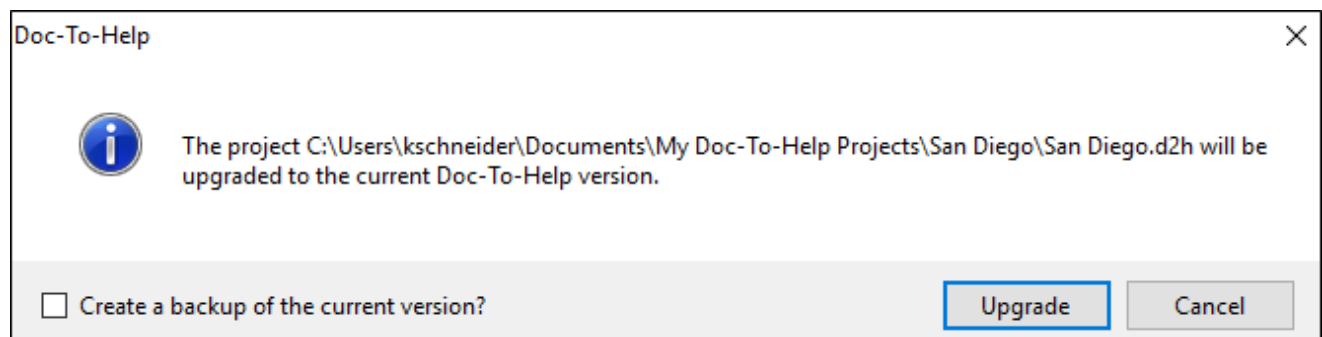 Doc-To-Help
The project C:\Users\kschneider\Documents\My Doc-To-Help Projects\San Diego\San Diego.d2h will be
upgraded to the current Doc-To-Help version.
Create a backup of the current version?
Upgrade
Cancel